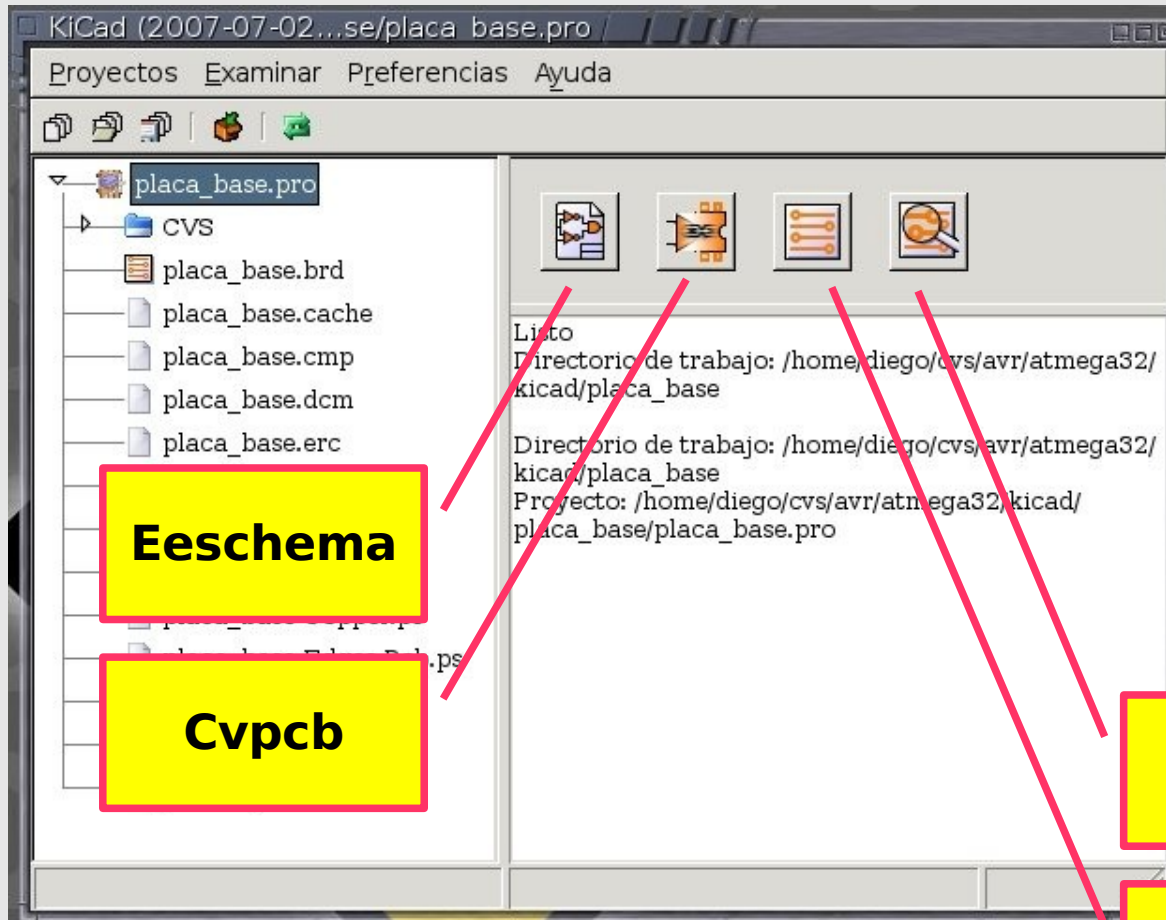 KiCad (2007-07-02...se/placa_base.pro
Proyectos Examinar Preferencias Ayuda
placa_base.pro
CVS
placa_base.brd
placa_base.cache
placa_base.cmp
placa_base.dcm
placa_base.erc
Listo
Directorio de trabajo: /home/diego/cvs/avr/atmega32/
kicad/placa_base
Directorio de trabajo: /home/diego/cvs/avr/atmega32/
kicad/placa_base
Proyecto: /home/diego/cvs/avr/atmega32/kicad/
placa_base/placa_base.pro
Eeschema
.ps
Cvpcb